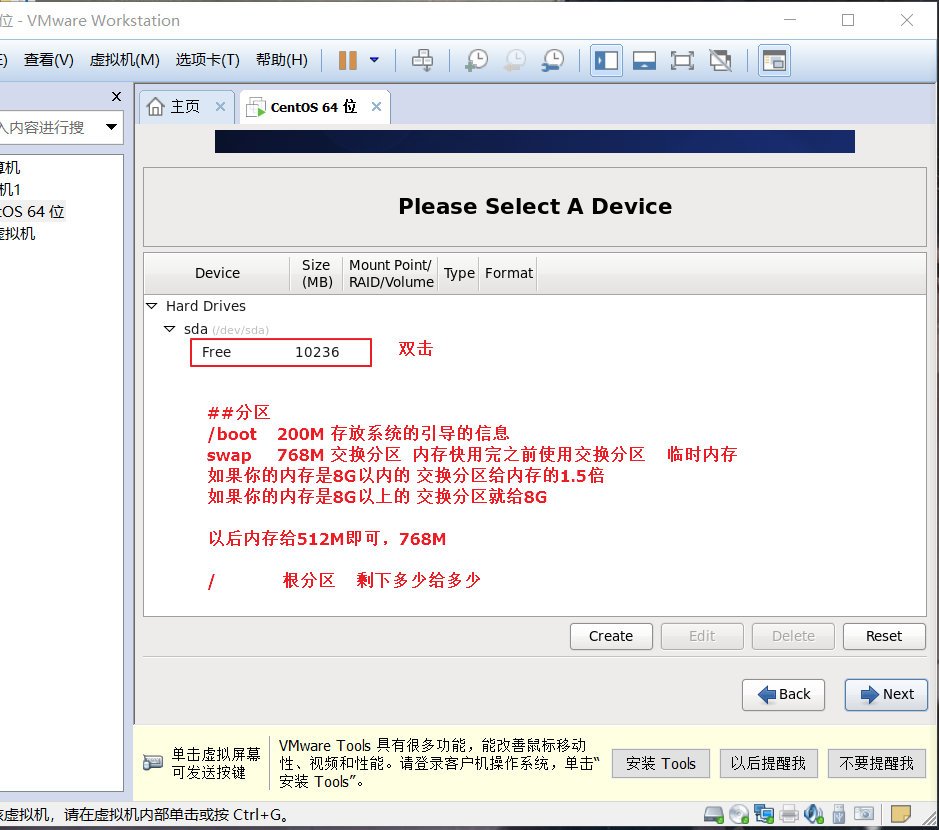 位 - VMware Workstation
查看(V) 虚拟机(M) 选项卡(T) 帮助(H)
入内容进行搜
算机
机1
tOS 64 位
虚拟机
主页
CentOS 64 位
Please Select A Device
Device
Size (MB)
Mount Point/ RAID/Volume
Type
Format
Hard Drives
sda (/dev/sda)
Free 10236 双击
##分区
/boot 200M 存放系统的引导的信息
swap 768M 交换分区 内存快用完之前使用交换分区 临时内存
如果你的内存是8G以内的 交换分区给内存的1.5倍
如果你的内存是8G以上的 交换分区就给8G
以后内存给512M即可，768M
/ 根分区 剩下多少给多少
Create Edit Delete Reset
Back Next
单击虚拟屏幕
可发送按键
VMware Tools 具有很多功能，能改善鼠标移动
性、视频和性能。请登录客户机操作系统，单击“
安装 Tools”。
安装 Tools 以后提醒我 不要提醒我
虚拟机，请在虚拟机内部单击或按 Ctrl+G。